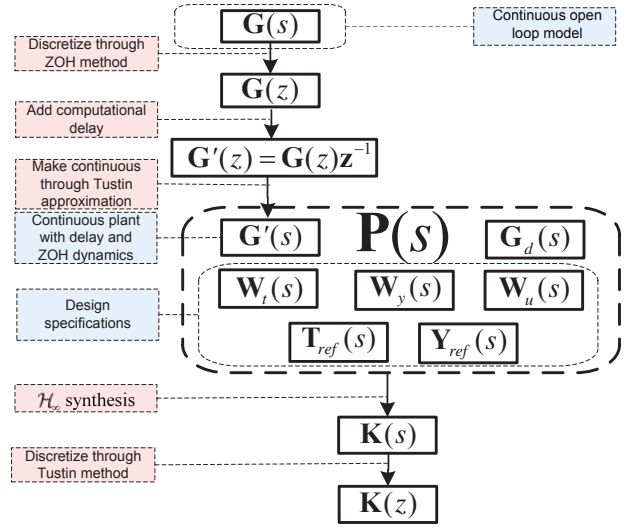 G(s)
Continuous open
loop model
Discretize through
ZOH method
G(z)
Add computational
delay
G'(z) = G(z)z⁻¹
Make continuous
through Tustin
approximation
Continuous plant
with delay and
ZOH dynamics
G'(s)
P(s)
G_d(s)
W_t(s)
W_y(s)
W_u(s)
Design
specifications
T_ref(s)
Y_ref(s)
ℋ∞ synthesis
K(s)
Discretize through
Tustin method
K(z)